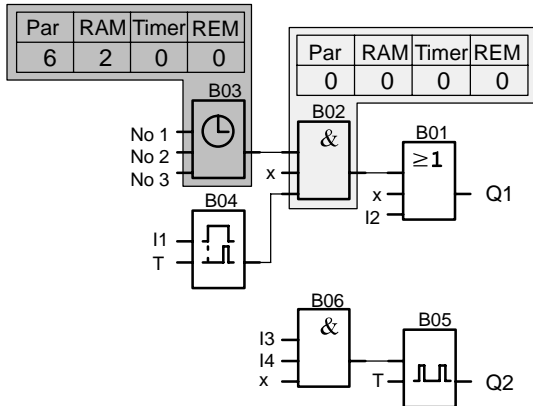 Par RAM Timer REM
6 2 0 0
Par RAM Timer REM
0 0 0 0
B03
No 1
No 2
No 3
B02
&
x
B01
≥1
x
I2
Q1
B04
I1
T
B06
&
I3
I4
x
B05
T
Q2